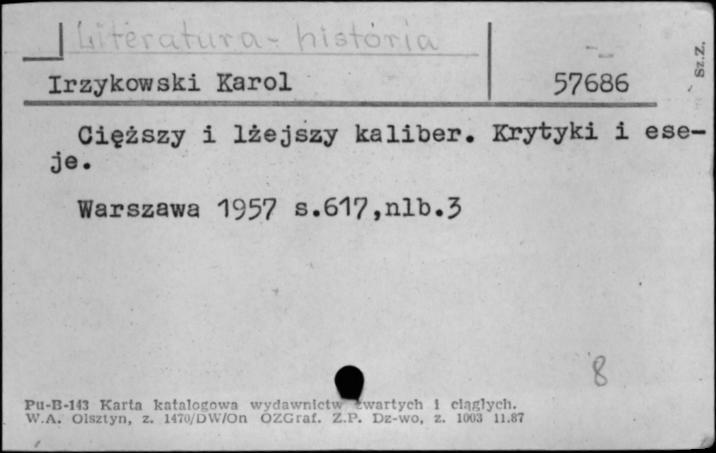 Literatura - historia
Sz.Z.
Irzykowski Karol 57686
Cięższy i lżejszy kaliber. Krytyki i ese-
je.
Warszawa 1957 s.617,nlb.3
8
Pu-B-143 Karta katalogowa wydawnictw zwartych i ciągłych.
W.A. Olsztyn, z. 1470/DW/On OZGraf. Z.P. Dz-wo, z. 1003 11.87